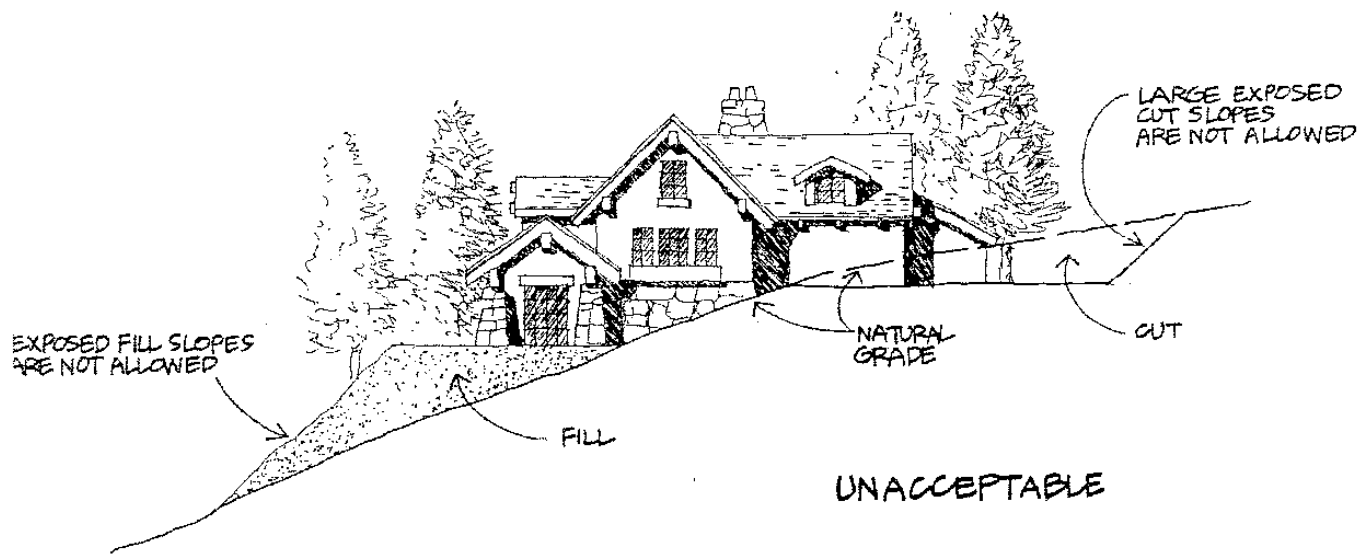 LARGE EXPOSED
CUT SLOPES
ARE NOT ALLOWED
EXPOSED FILL SLOPES
ARE NOT ALLOWED
NATURAL
GRADE
CUT
FILL
UNACCEPTABLE